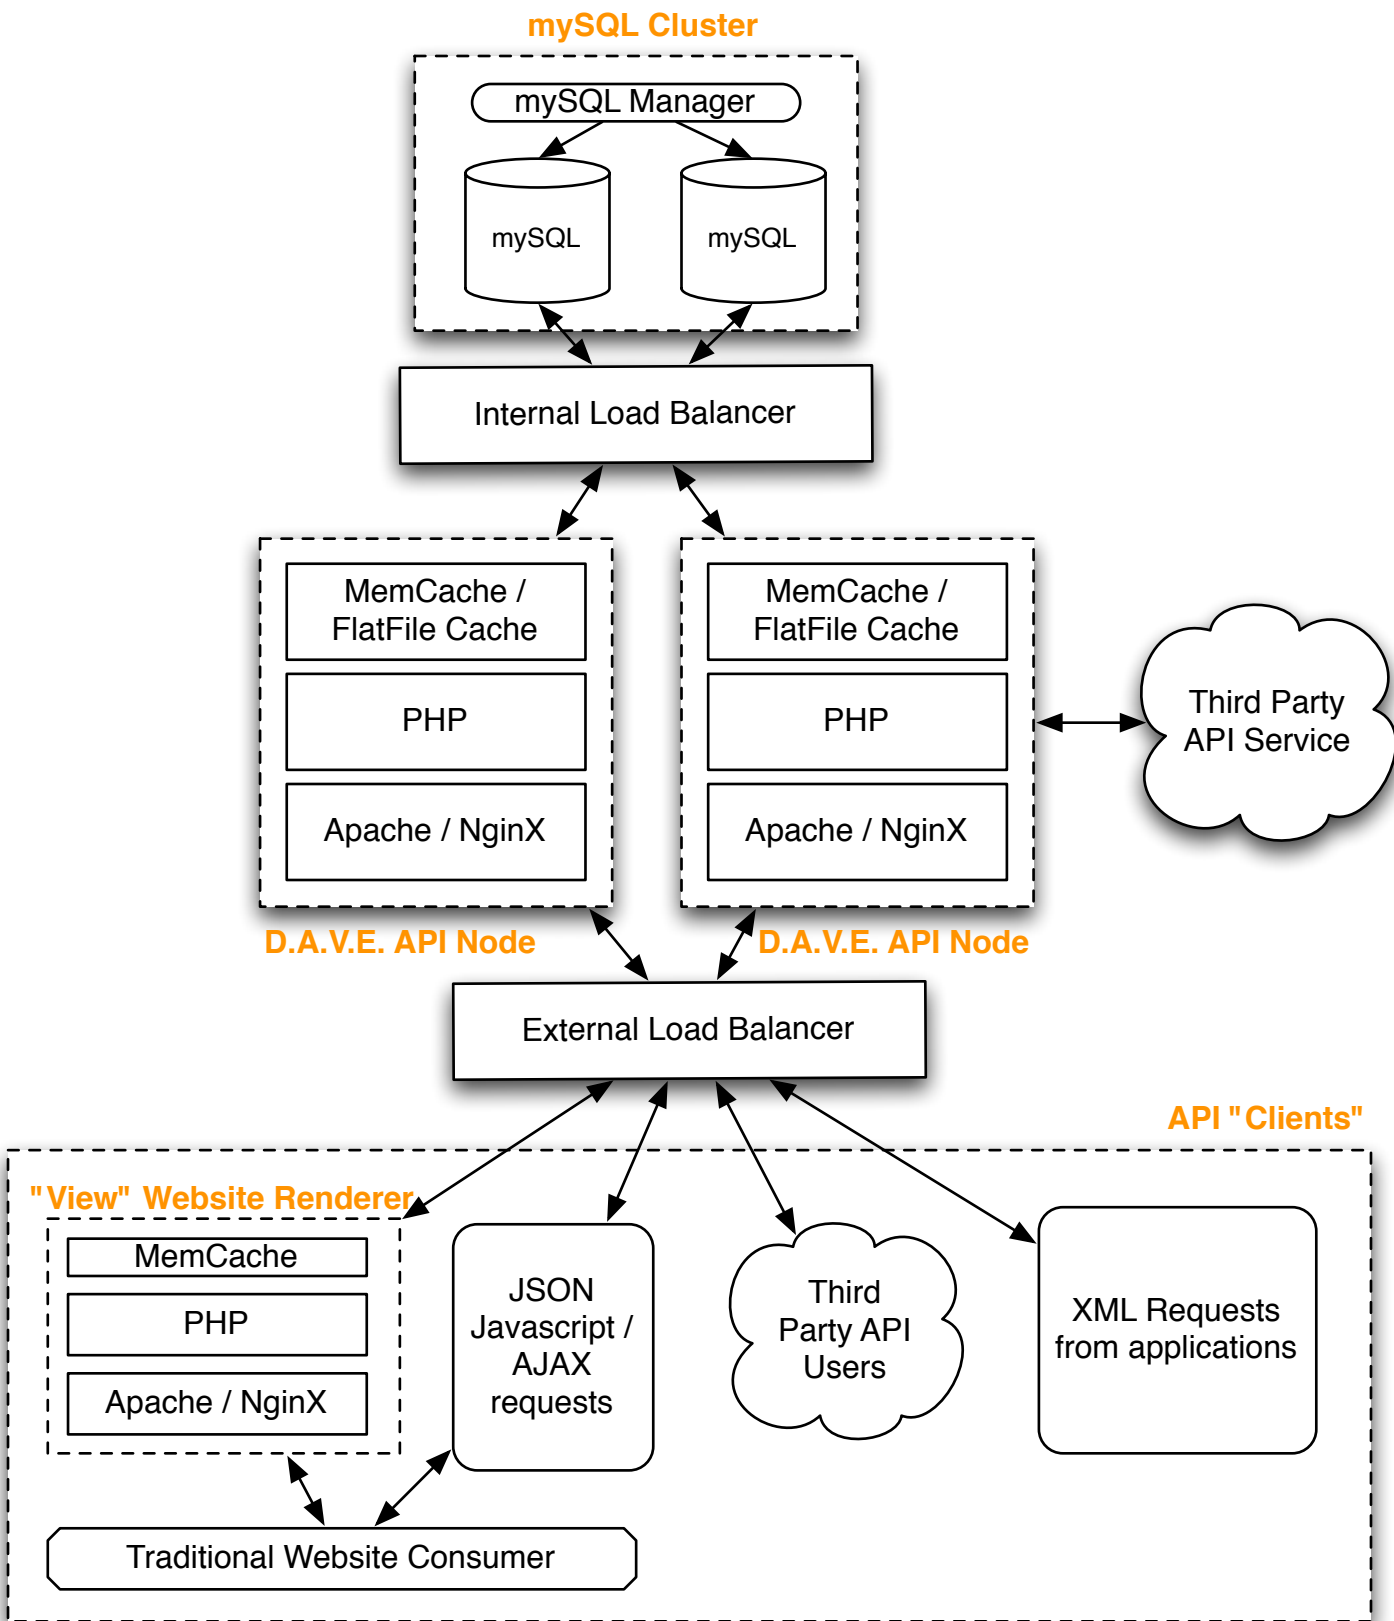 mySQL Cluster
mySQL Manager
mySQL
mySQL
Internal Load Balancer
MemCache /
FlatFile Cache
PHP
Apache / NginX
D.A.V.E. API Node
MemCache /
FlatFile Cache
PHP
Apache / NginX
D.A.V.E. API Node
Third Party
API Service
External Load Balancer
API "Clients"
"View" Website Renderer
MemCache
PHP
Apache / NginX
JSON
Javascript /
AJAX
requests
Third
Party API
Users
XML Requests
from applications
Traditional Website Consumer